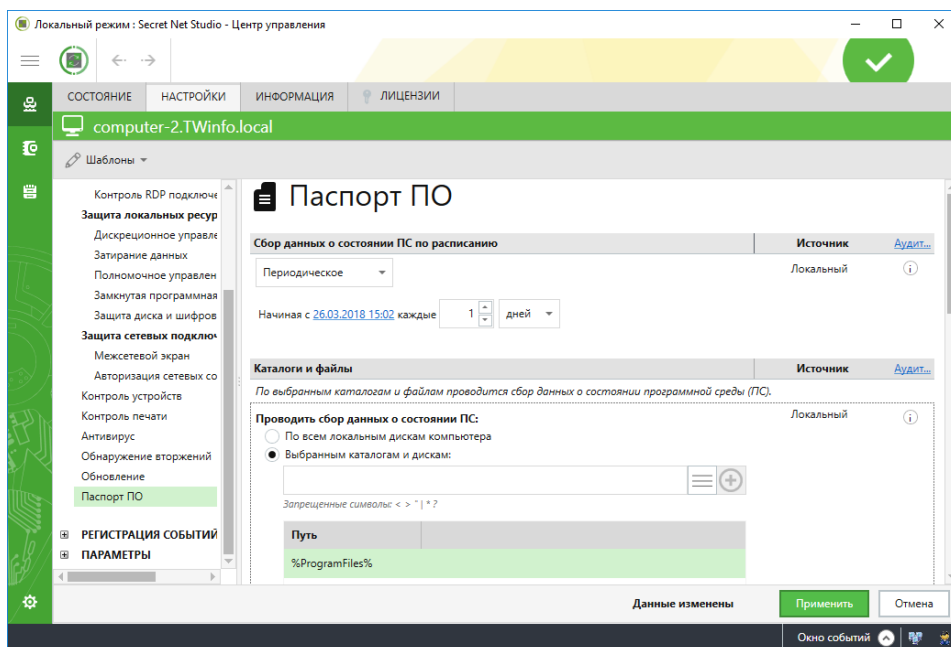 Локальный режим : Secret Net Studio - Центр управления
СОСТОЯНИЕ НАСТРОЙКИ ИНФОРМАЦИЯ ЛИЦЕНЗИИ
computer-2.TWinfo.local
Шаблоны
Контроль RDP подключе
Защита локальных ресур
Дискреционное управле
Затирание данных
Полномочное управлен
Замкнутая программная
Защита диска и шифров
Защита сетевых подключ
Межсетевой экран
Авторизация сетевых со
Контроль устройств
Контроль печати
Антивирус
Обнаружение вторжений
Обновление
Паспорт ПО
РЕГИСТРАЦИЯ СОБЫТИЙ
ПАРАМЕТРЫ
Паспорт ПО
Сбор данных о состоянии ПС по расписанию Источник Аудит...
Периодическое Локальный
Начиная с 26.03.2018 15:02 каждые 1 дней
Каталоги и файлы Источник Аудит...
По выбранным каталогам и файлам проводится сбор данных о состоянии программной среды (ПС).
Проводить сбор данных о состоянии ПС: Локальный
По всем локальным дискам компьютера
Выбранным каталогам и дискам:
Запрещенные символы: < > " | * ?
Путь
%ProgramFiles%
Данные изменены Применить Отмена
Окно событий